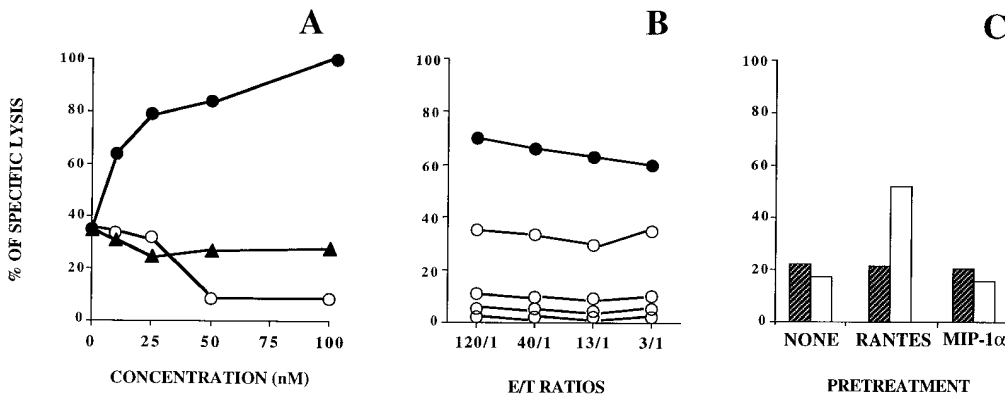 A
B
C
% OF SPECIFIC LYSIS
100
80
60
40
20
0
0
25
50
75
100
CONCENTRATION (nM)
100
80
60
40
20
0
120/1
40/1
13/1
3/1
E/T RATIOS
100
80
60
40
20
0
NONE
RANTES
MIP-1α
PRETREATMENT